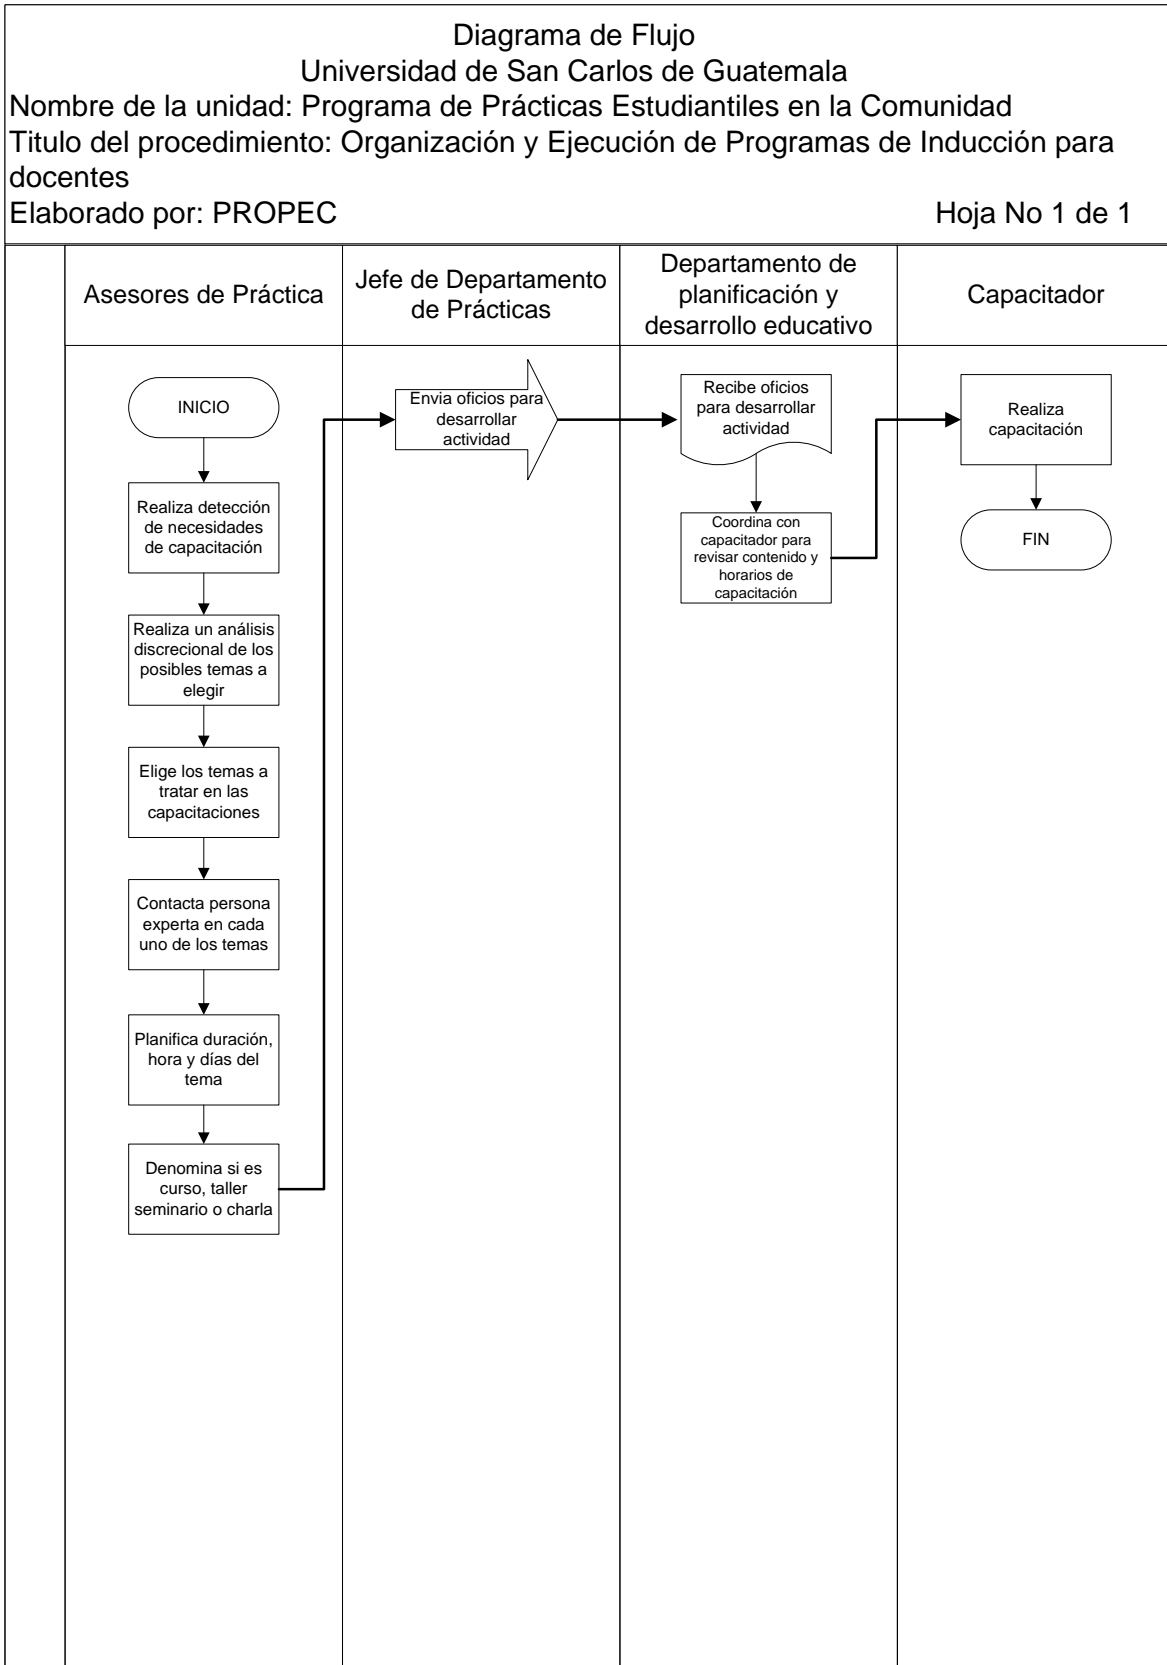 Diagrama de Flujo
Universidad de San Carlos de Guatemala
Nombre de la unidad: Programa de Prácticas Estudiantiles en la Comunidad
Titulo del procedimiento: Organización y Ejecución de Programas de Inducción para
docentes
Elaborado por: PROPEC Hoja No 1 de 1
Asesores de Práctica
Jefe de Departamento
de Prácticas
Departamento de
planificación y
desarrollo educativo
Capacitador
INICIO
Realiza detección
de necesidades
de capacitación
Realiza un análisis
discrecional de los
posibles temas a
elegir
Elige los temas a
tratar en las
capacitaciones
Contacta persona
experta en cada
uno de los temas
Planifica duración,
hora y días del
tema
Denomina si es
curso, taller
seminario o charla
Envia oficios para
desarrollar
actividad
Recibe oficios
para desarrollar
actividad
Coordina con
capacitador para
revisar contenido y
horarios de
capacitación
Realiza
capacitación
FIN